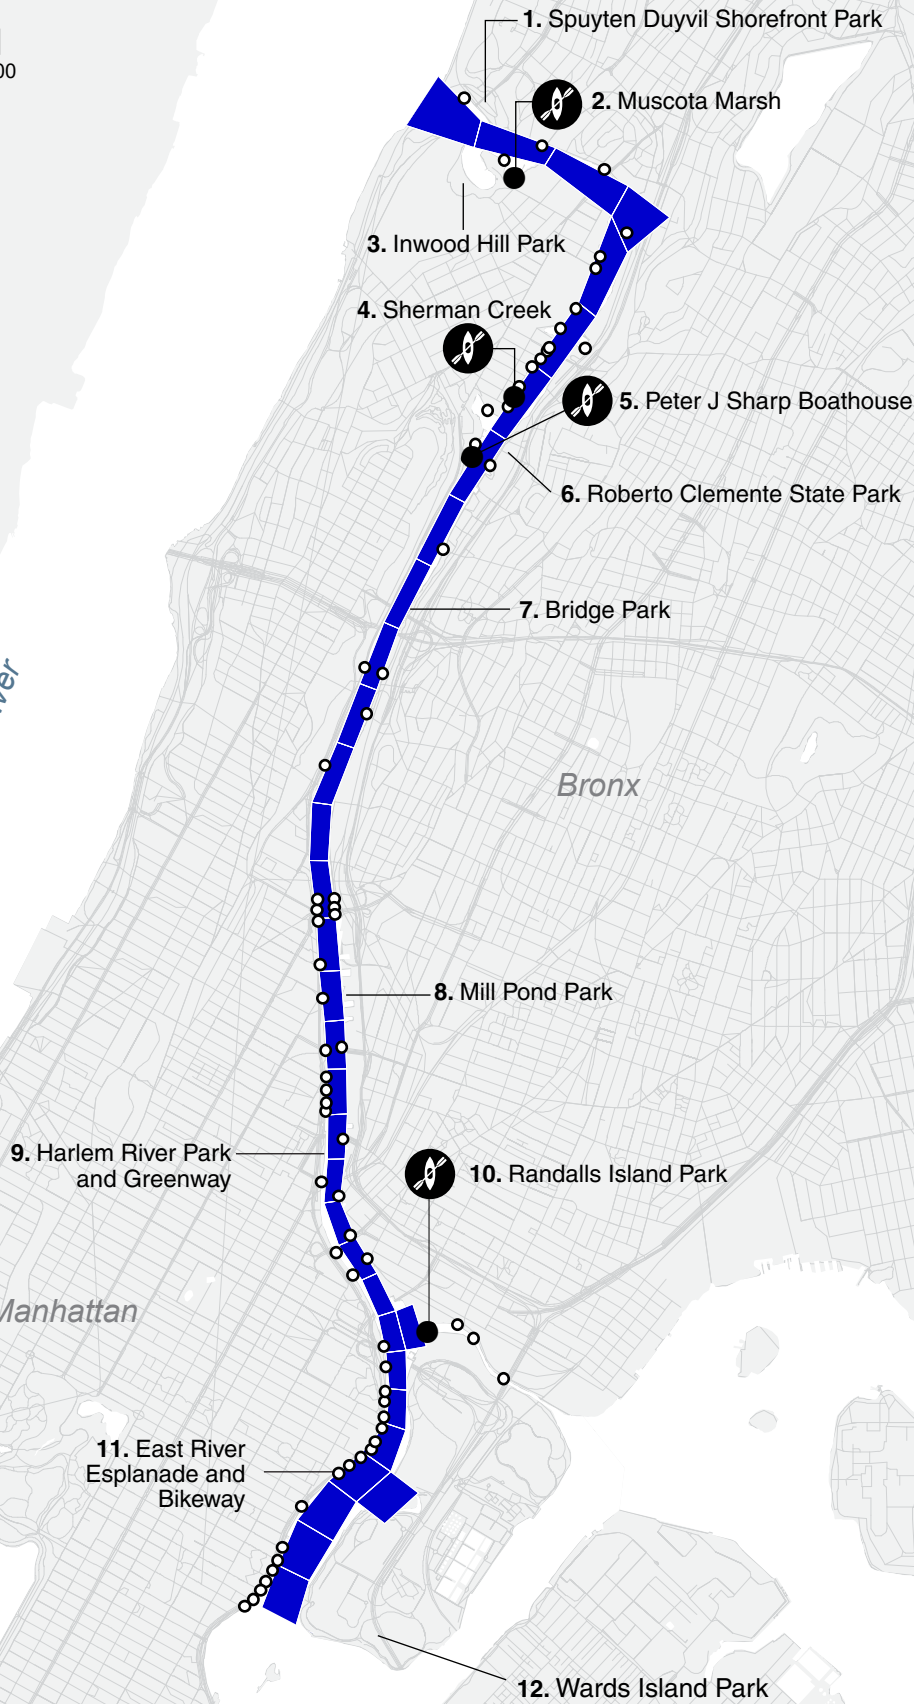 1. Spuyten Duyvil Shorefront Park
00
2. Muscota Marsh
3. Inwood Hill Park
4. Sherman Creek
5. Peter J Sharp Boathouse
6. Roberto Clemente State Park
7. Bridge Park
Bronx
8. Mill Pond Park
9. Harlem River Park
and Greenway
10. Randalls Island Park
Manhattan
11. East River
Esplanade and
Bikeway
12. Wards Island Park